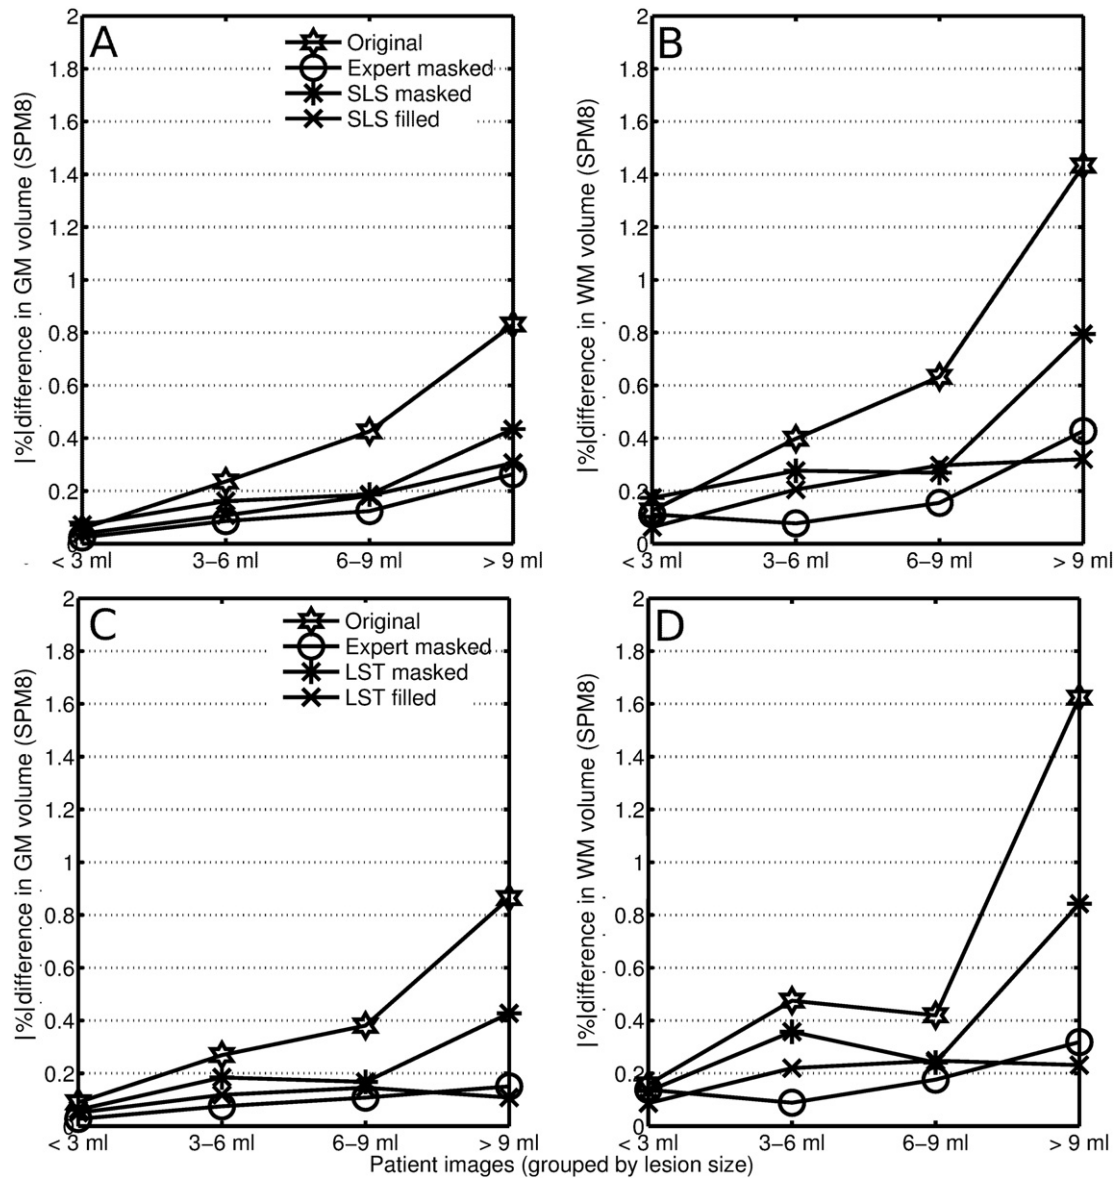 A
Original
Expert masked
SLS masked
SLS filled
|%|difference in GM volume (SPM8)
2
1.8
1.6
1.4
1.2
1
0.8
0.6
0.4
0.2
0
< 3 ml 3–6 ml 6–9 ml > 9 ml
B
|%|difference in WM volume (SPM8)
2
1.8
1.6
1.4
1.2
1
0.8
0.6
0.4
0.2
0
< 3 ml 3–6 ml 6–9 ml > 9 ml
C
Original
Expert masked
LST masked
LST filled
|%|difference in GM volume (SPM8)
2
1.8
1.6
1.4
1.2
1
0.8
0.6
0.4
0.2
0
< 3 ml 3–6 ml 6–9 ml > 9 ml
D
|%|difference in WM volume (SPM8)
2
1.8
1.6
1.4
1.2
1
0.8
0.6
0.4
0.2
0
< 3 ml 3–6 ml 6–9 ml > 9 ml
Patient images (grouped by lesion size)